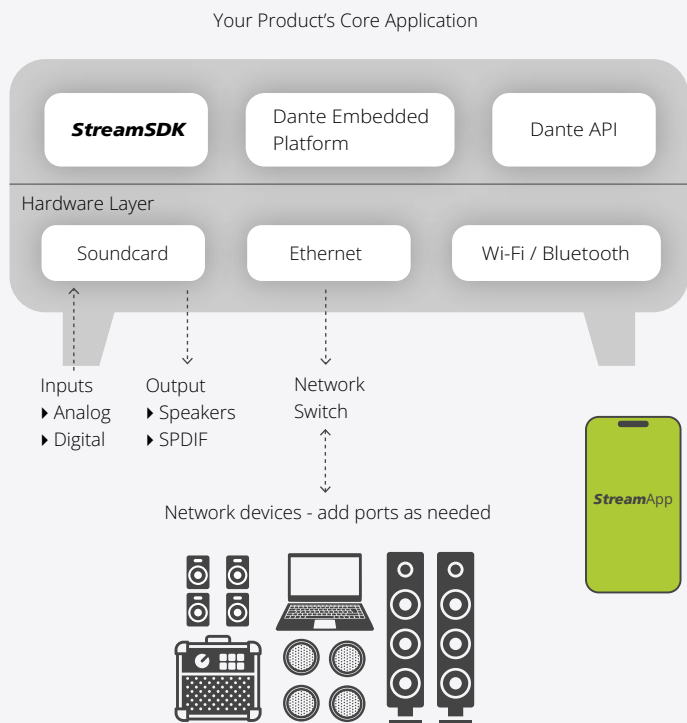 Your Product's Core Application
StreamSDK
Dante Embedded
Platform
Dante API
Hardware Layer
Soundcard
Ethernet
Wi-Fi / Bluetooth
Inputs
Analog
Digital
Output
Speakers
SPDIF
Network
Switch
StreamApp
Network devices - add ports as needed